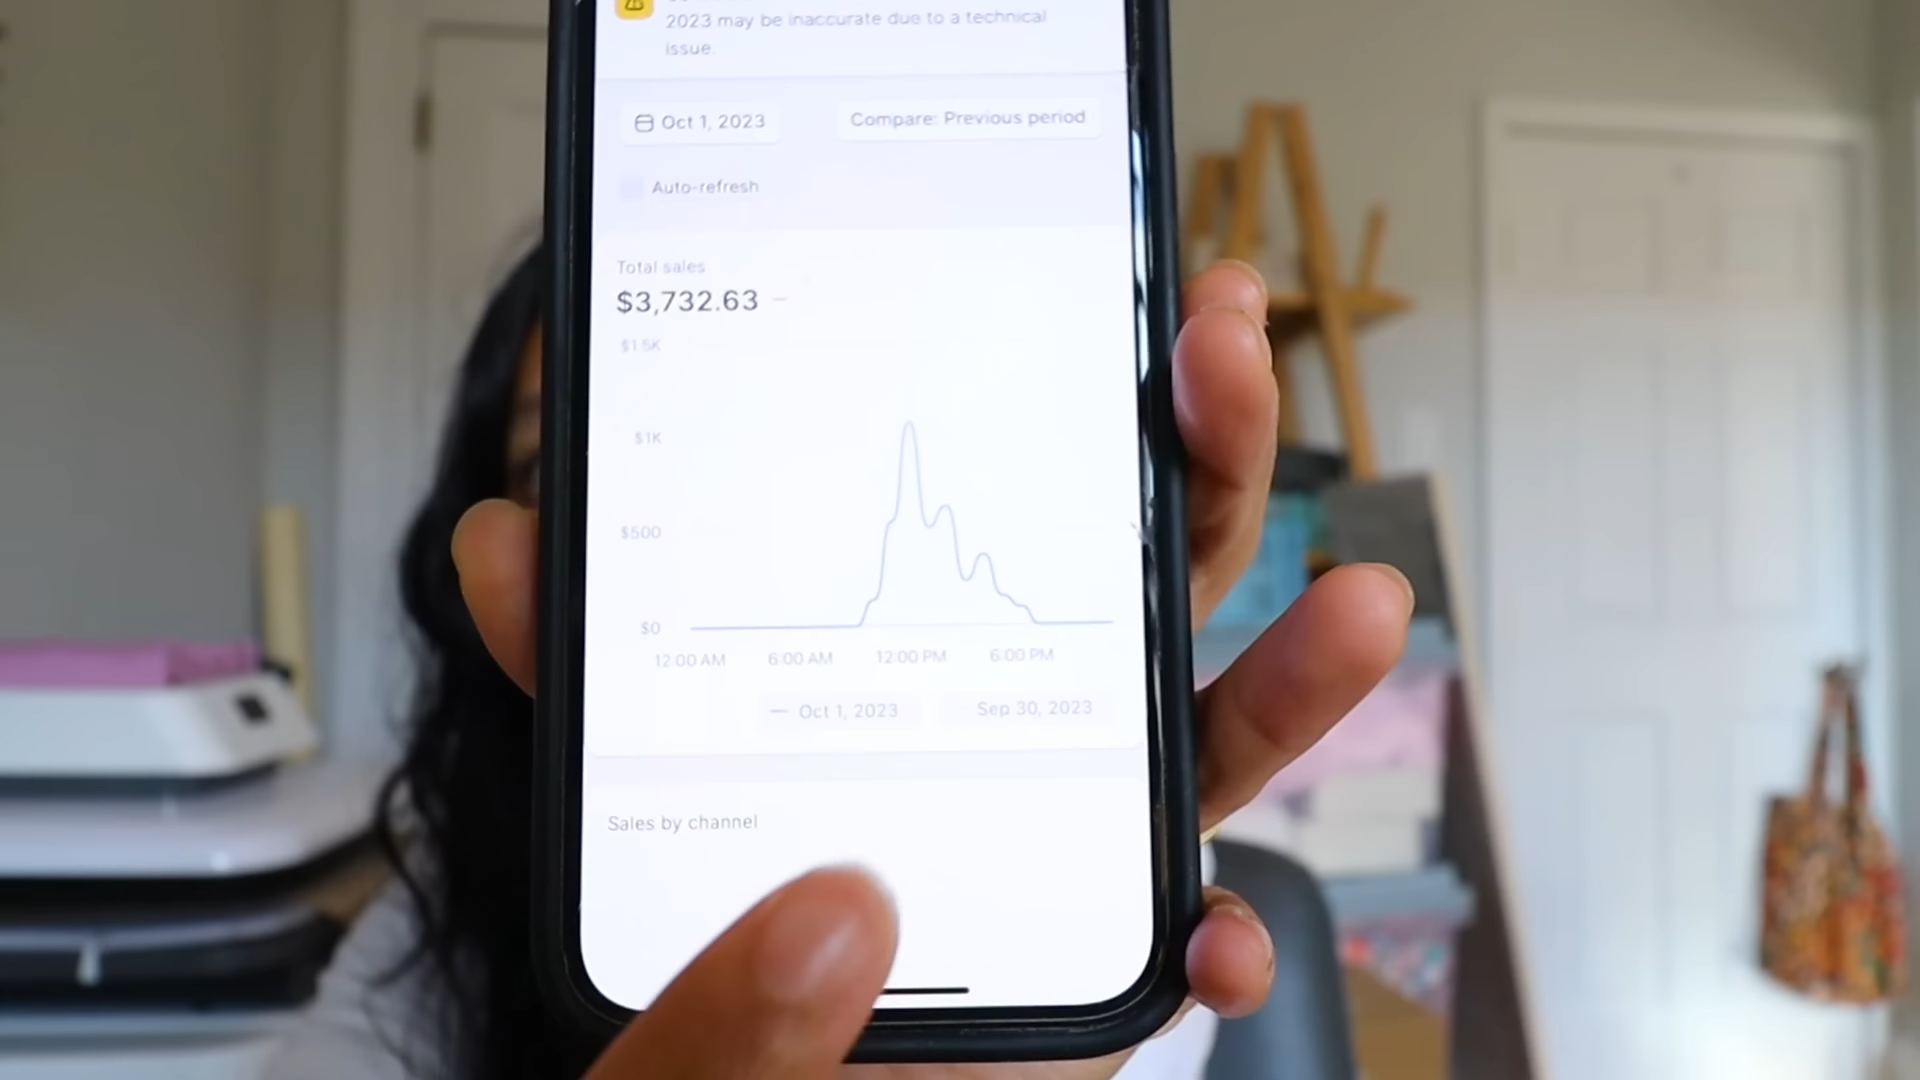 2023 may be inaccurate due to a technical
issue.
Oct 1, 2023
Compare: Previous period
Auto-refresh
Total sales
$3,732.63 –
$1.5K
$1K
$500
$0
12:00 AM 6:00 AM 12:00 PM 6:00 PM
Oct 1, 2023 Sep 30, 2023
Sales by channel